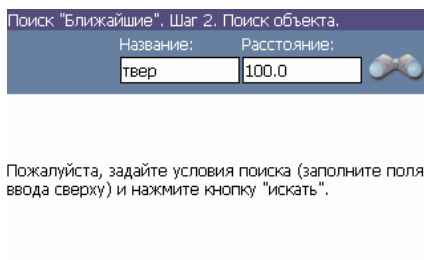 Поиск "Ближайшие". Шаг 2. Поиск объекта.
Название: Расстояние:
твер 100.0
Пожалуйста, задайте условия поиска (заполните поля
ввода сверху) и нажмите кнопку "искать".